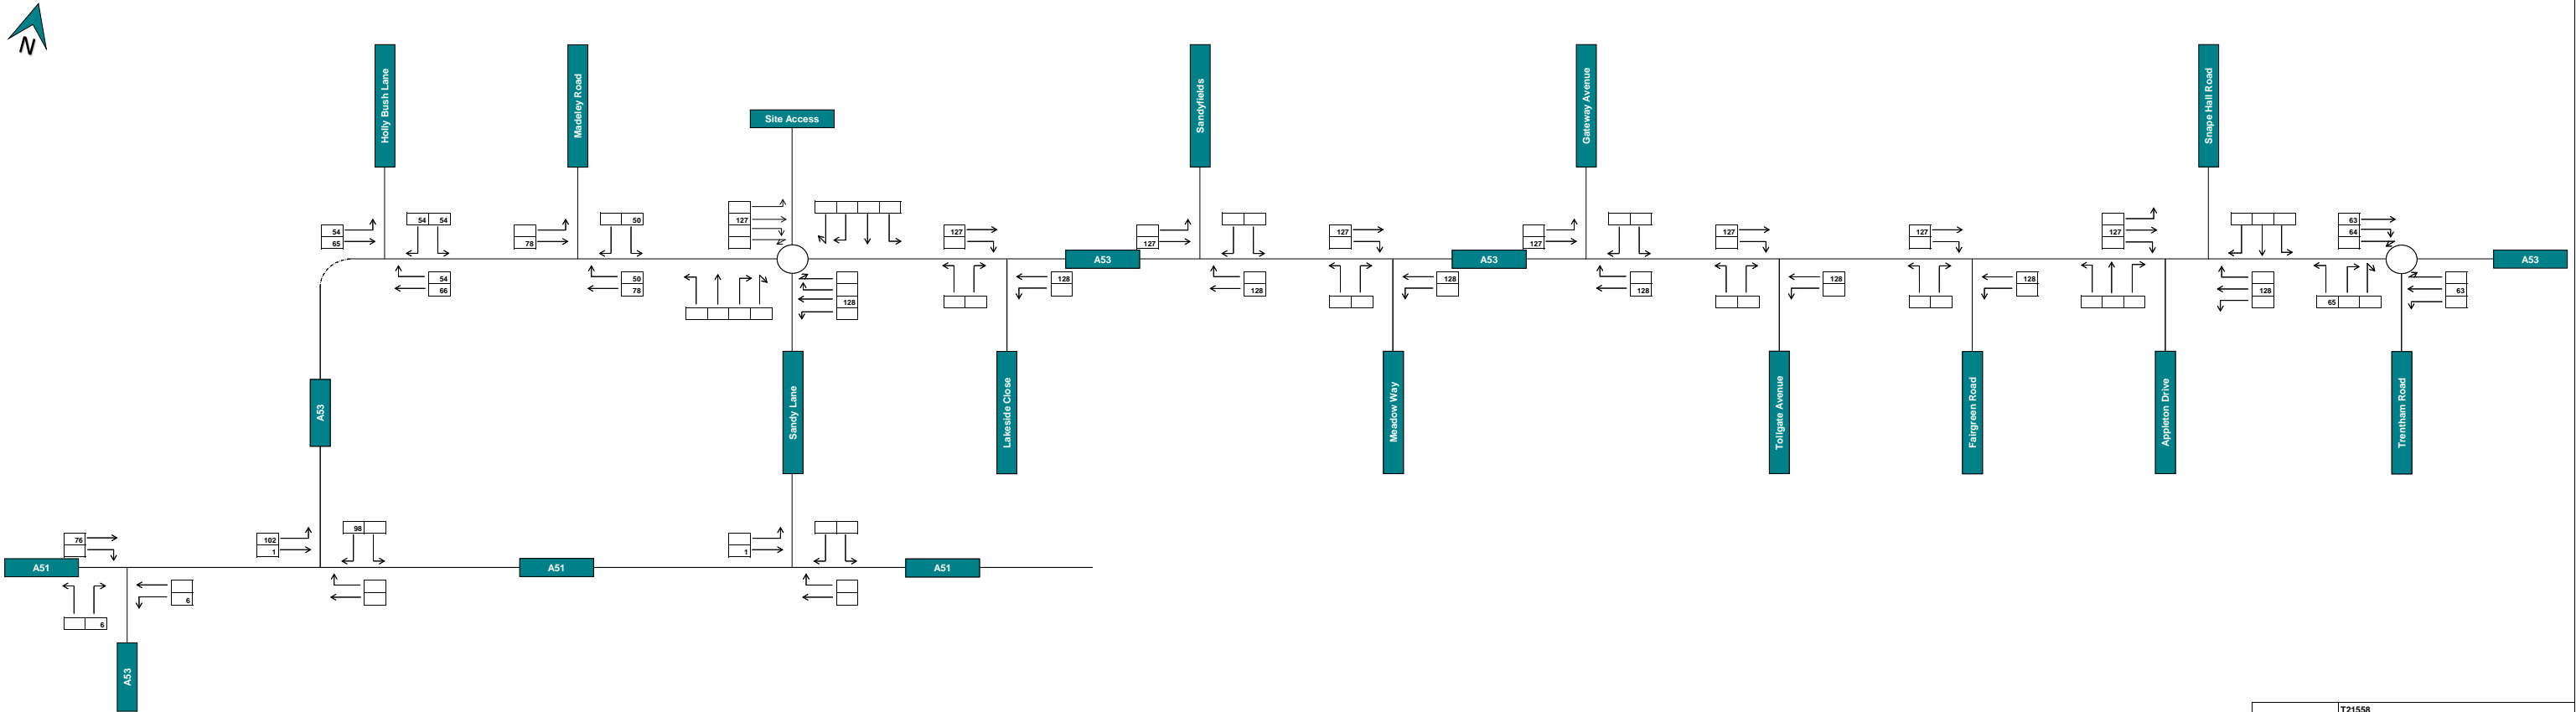 N
Holly Bush Lane
Madeley Road
Site Access
Sandyfields
Gateway Avenue
Snape Hall Road
54
65
54 54
54
66
78
50
50
78
127
128
127
128
A53
127
128
127
128
A53
127
128
127
128
127
128
127
128
63
64
65
63
A53
A53
Sandy Lane
Lakeside Close
Meadow Way
Tollgate Avenue
Fairgreen Road
Appleton Drive
Trentham Road
76
A51
6
6
102
1
98
A51
1
A51
A53
T21558